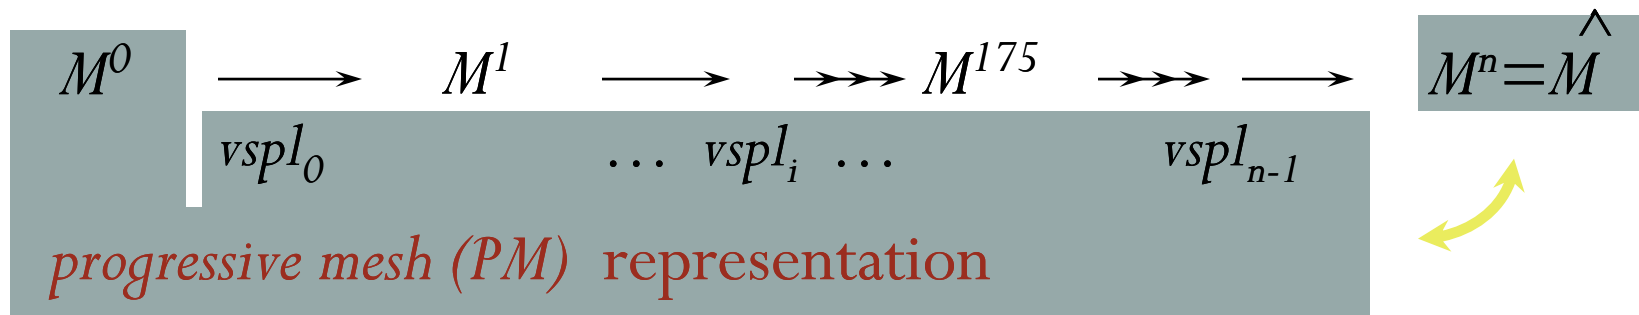 M⁰ → M¹ → →→→ M¹⁷⁵ →→→ → Mⁿ=M̂
vspl₀ ... vsplᵢ ... vsplₙ₋₁
progressive mesh (PM) representation